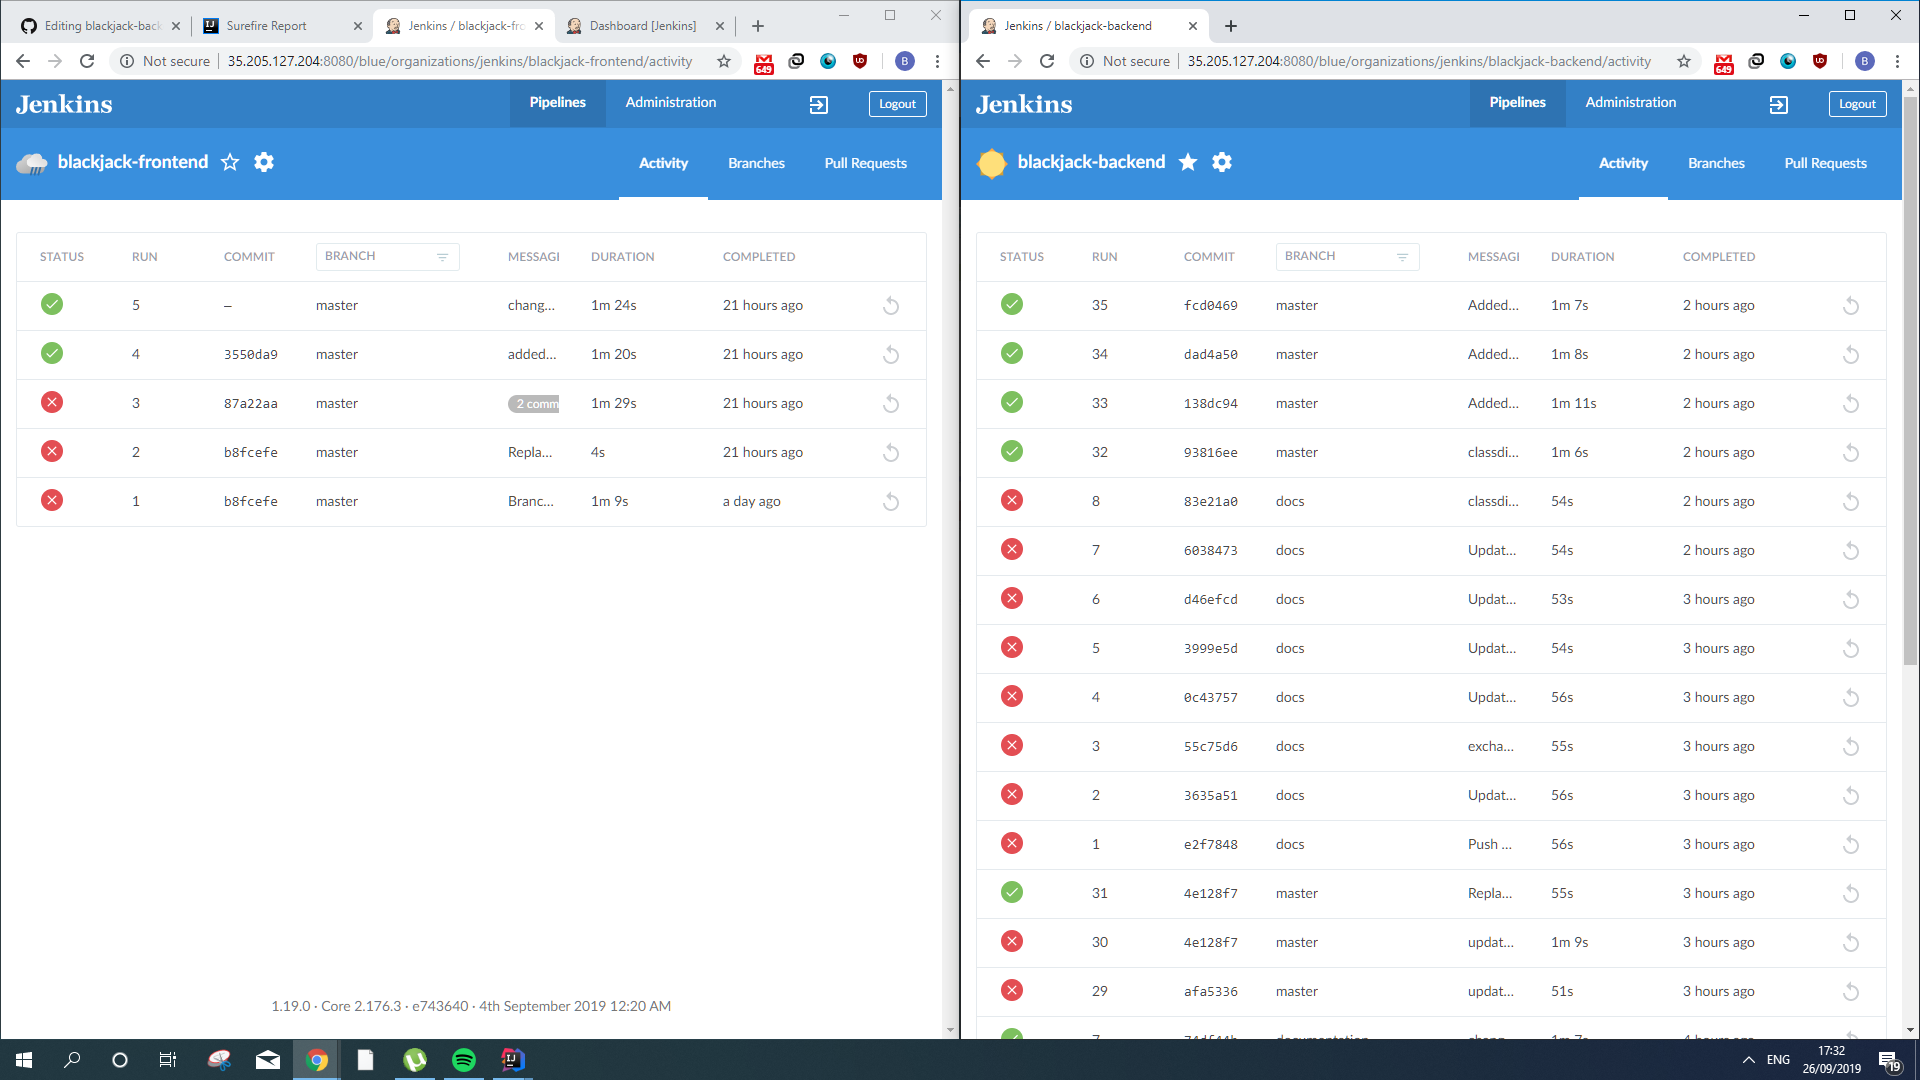 Editing blackjack-back
Surefire Report
Jenkins / blackjack-fro
Dashboard [Jenkins]
Not secure
35.205.127.204:8080/blue/organizations/jenkins/blackjack-frontend/activity
649
B
Jenkins
Pipelines
Administration
Logout
blackjack-frontend
Activity
Branches
Pull Requests
STATUS RUN COMMIT BRANCH MESSAGI DURATION COMPLETED
5 – master chang... 1m 24s 21 hours ago
4 3550da9 master added... 1m 20s 21 hours ago
3 87a22aa master 2 comm 1m 29s 21 hours ago
2 b8fcefe master Repla... 4s 21 hours ago
1 b8fcefe master Branc... 1m 9s a day ago
1.19.0 · Core 2.176.3 · e743640 · 4th September 2019 12:20 AM
Jenkins / blackjack-backend
Not secure
35.205.127.204:8080/blue/organizations/jenkins/blackjack-backend/activity
649
B
Jenkins
Pipelines
Administration
Logout
blackjack-backend
Activity
Branches
Pull Requests
STATUS RUN COMMIT BRANCH MESSAGI DURATION COMPLETED
35 fcd0469 master Added... 1m 7s 2 hours ago
34 dad4a50 master Added... 1m 8s 2 hours ago
33 138dc94 master Added... 1m 11s 2 hours ago
32 93816ee master classdi... 1m 6s 2 hours ago
8 83e21a0 docs classdi... 54s 2 hours ago
7 6038473 docs Updat... 54s 2 hours ago
6 d46efcd docs Updat... 53s 3 hours ago
5 3999e5d docs Updat... 54s 3 hours ago
4 0c43757 docs Updat... 56s 3 hours ago
3 55c75d6 docs excha... 55s 3 hours ago
2 3635a51 docs Updat... 56s 3 hours ago
1 e2f7848 docs Push ... 56s 3 hours ago
31 4e128f7 master Repla... 55s 3 hours ago
30 4e128f7 master updat... 1m 9s 3 hours ago
29 afa5336 master updat... 51s 3 hours ago
ENG
17:32
26/09/2019
19